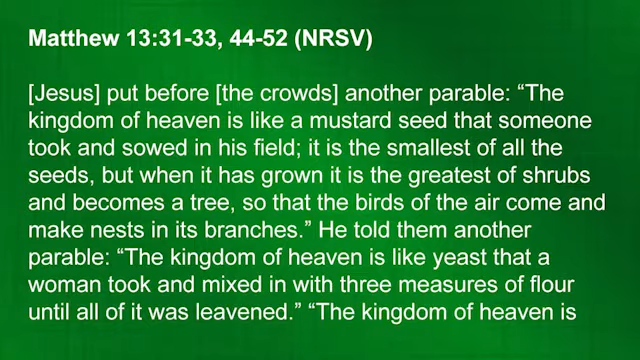 Matthew 13:31-33, 44-52 (NRSV)
[Jesus] put before [the crowds] another parable: “The
kingdom of heaven is like a mustard seed that someone
took and sowed in his field; it is the smallest of all the
seeds, but when it has grown it is the greatest of shrubs
and becomes a tree, so that the birds of the air come and
make nests in its branches.” He told them another
parable: “The kingdom of heaven is like yeast that a
woman took and mixed in with three measures of flour
until all of it was leavened.” “The kingdom of heaven is